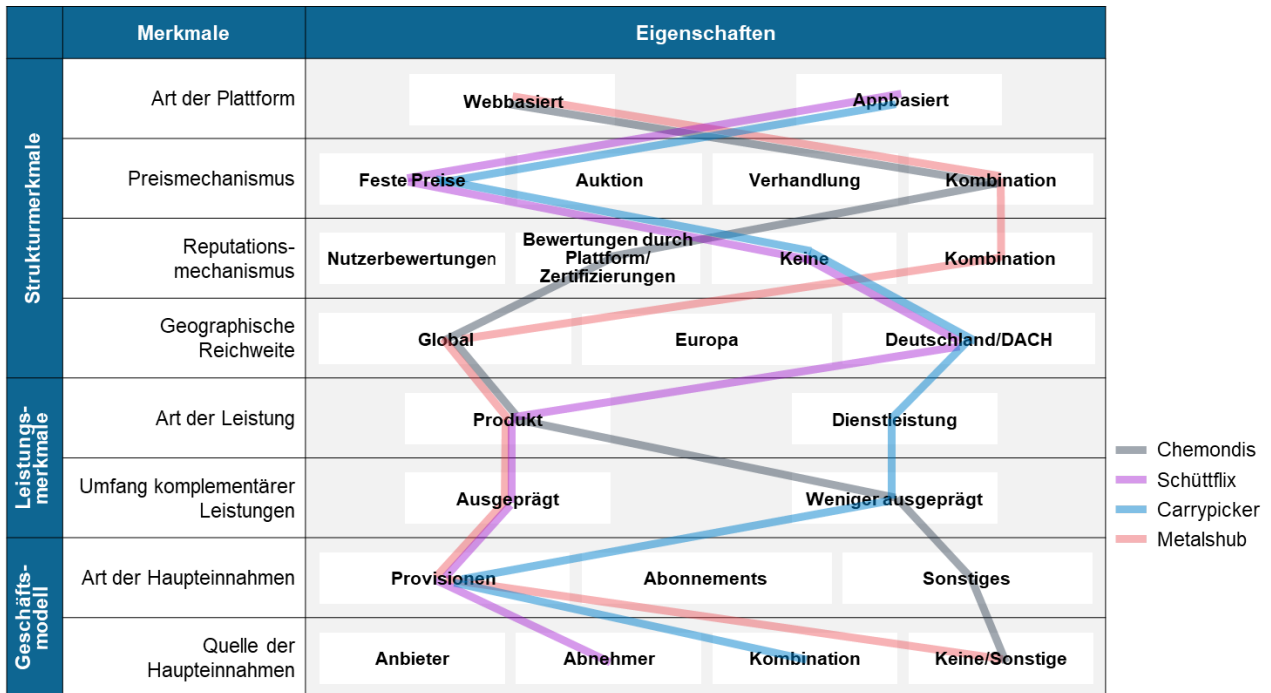 Merkmale
Eigenschaften
Strukturmerkmale
Art der Plattform
Webbasiert
Appbasiert
Preismechanismus
Feste Preise
Auktion
Verhandlung
Kombination
Reputations-
mechanismus
Nutzerbewertungen
Bewertungen durch
Plattform/
Zertifizierungen
Keine
Kombination
Geographische
Reichweite
Global
Europa
Deutschland/DACH
Leistungs-
merkmale
Art der Leistung
Produkt
Dienstleistung
Umfang komplementärer
Leistungen
Ausgeprägt
Weniger ausgeprägt
Geschäfts-
modell
Art der Haupteinnahmen
Provisionen
Abonnements
Sonstiges
Quelle der
Haupteinnahmen
Anbieter
Abnehmer
Kombination
Keine/Sonstige
Chemondis
Schüttflix
Carrypicker
Metalshub